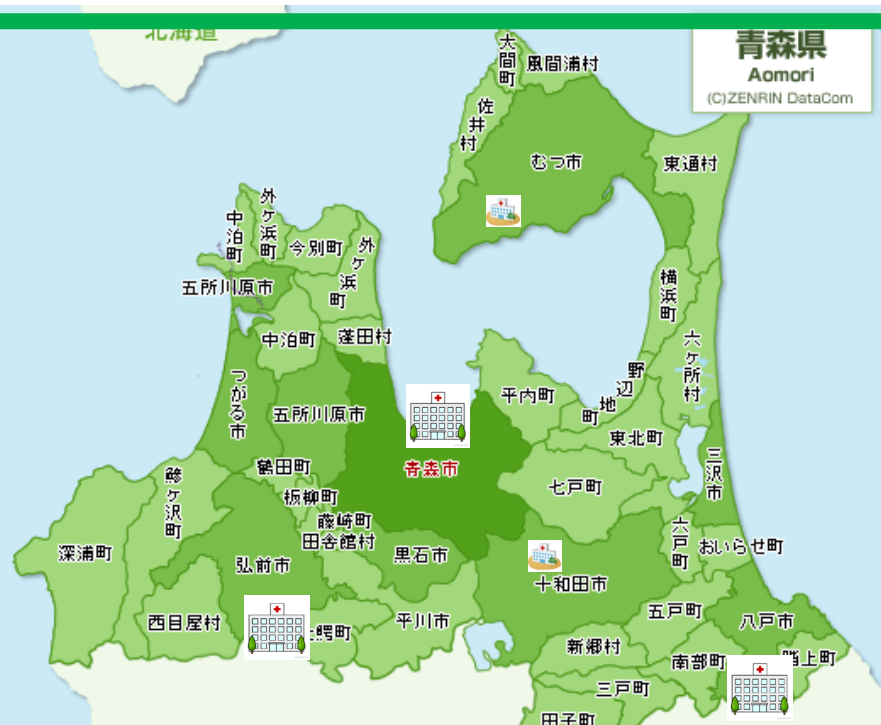 北海道
青森県
Aomori
(C)ZENRIN DataCom
大間町
風間浦村
佐井村
むつ市
東通村
外ヶ浜町
中泊町
今別町
外ヶ浜町
五所川原市
横浜町
中泊町
蓬田村
六ヶ所村
野辺地町
平内町
つがる市
五所川原市
東北町
三沢市
鶴田町
青森市
鰺ヶ沢町
板柳町
七戸町
藤崎町
田舎館村
六戸町
おいらせ町
深浦町
弘前市
黒石市
十和田市
西目屋村
鰐町
平川市
五戸町
八戸市
新郷村
南部町
階上町
三戸町
田子町